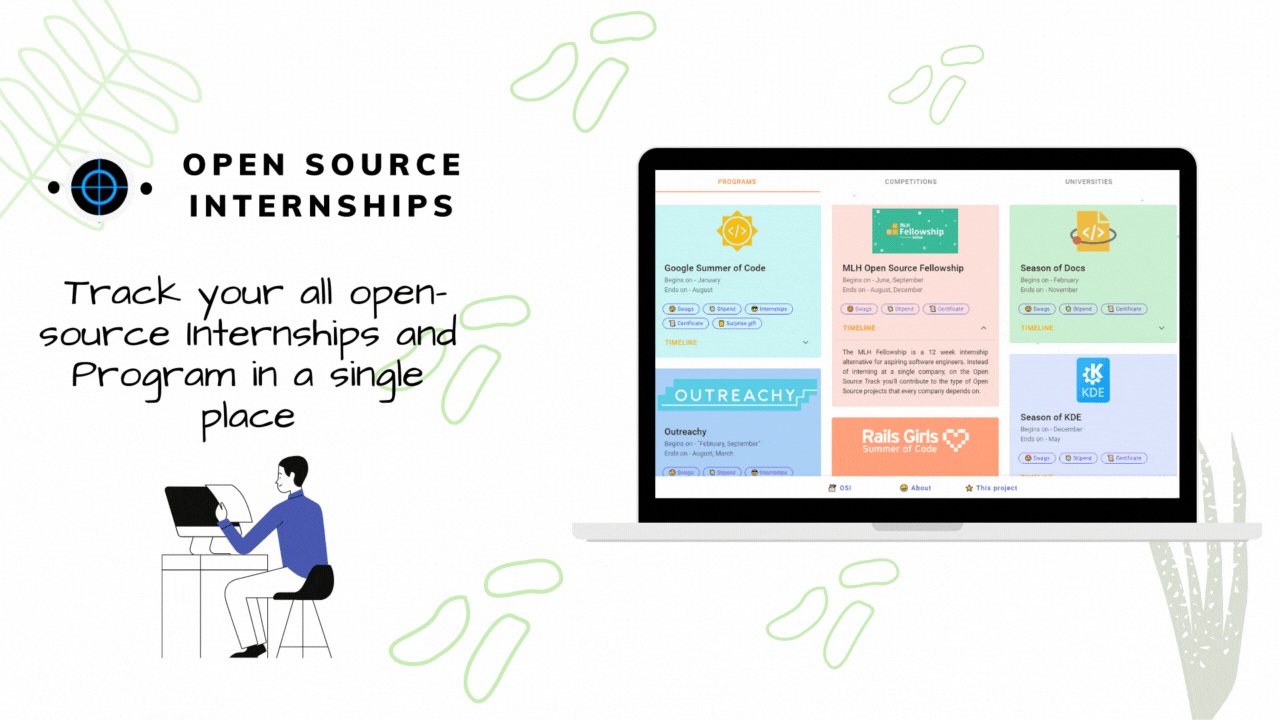 OPEN SOURCE
INTERNSHIPS
Track your all open-
source Internships and
Program in a single
place
PROGRAMS
COMPETITIONS
UNIVERSITIES
Google Summer of Code
Begins on - January
Ends on - August
Swags
Stipend
Internships
Certificate
Surprise gift
TIMELINE
OUTREACHY
Outreachy
Begins on - "February, September"
Ends on - August, March
Swags
Stipend
Internships
MLH
Fellowship
MLH Open Source Fellowship
Begins on - June, September
Ends on - August, December
Swags
Stipend
Certificate
TIMELINE
The MLH Fellowship is a 12 week internship
alternative for aspiring software engineers. Instead
of interning at a single company, on the Open
Source Track you'll contribute to the type of Open
Source projects that every company depends on.
Rails Girls
Summer of Code
Season of Docs
Begins on - February
Ends on - November
Swags
Stipend
Certificate
TIMELINE
KDE
Season of KDE
Begins on - December
Ends on - May
Swags
Stipend
Certificate
OSI
About
This project